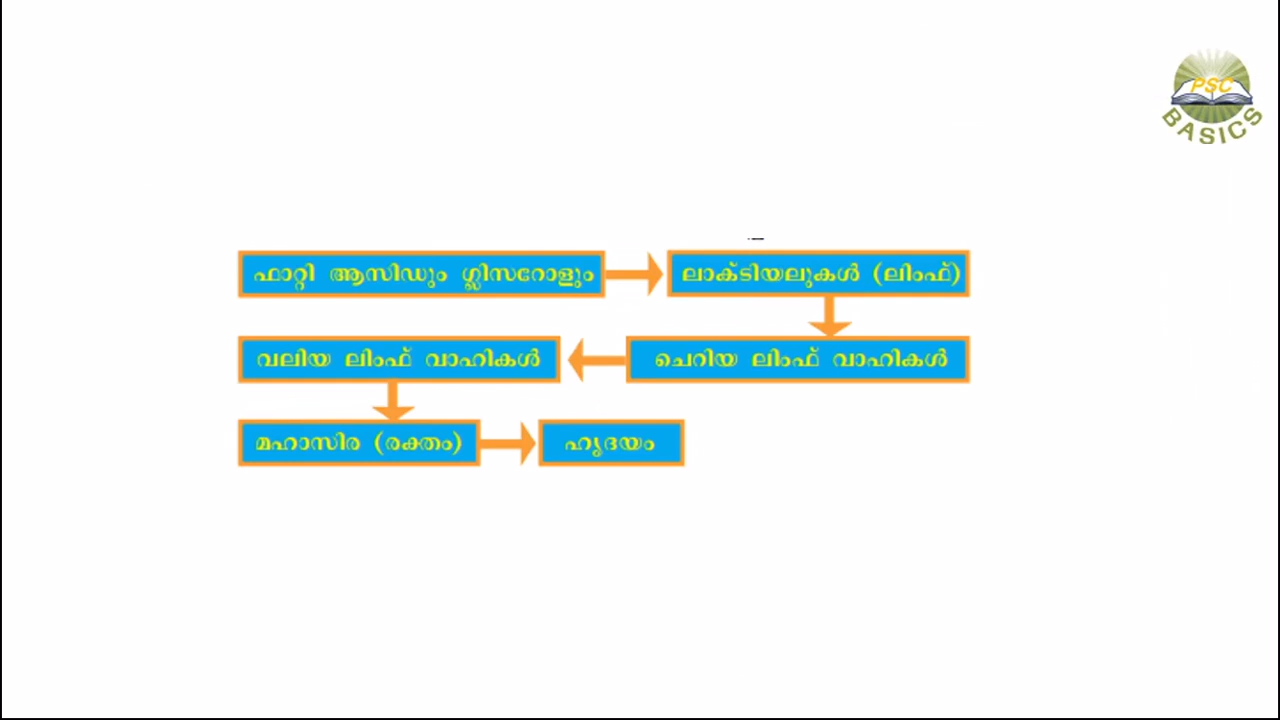 PSC
BASICS
ഫാറ്റി ആസിഡും ഗ്ലിസറോളും
ലാക്ടിയലുകൾ (ലിംഫ്)
ചെറിയ ലിംഫ് വാഹികൾ
വലിയ ലിംഫ് വാഹികൾ
മഹാസിര (രക്തം)
ഹൃദയം